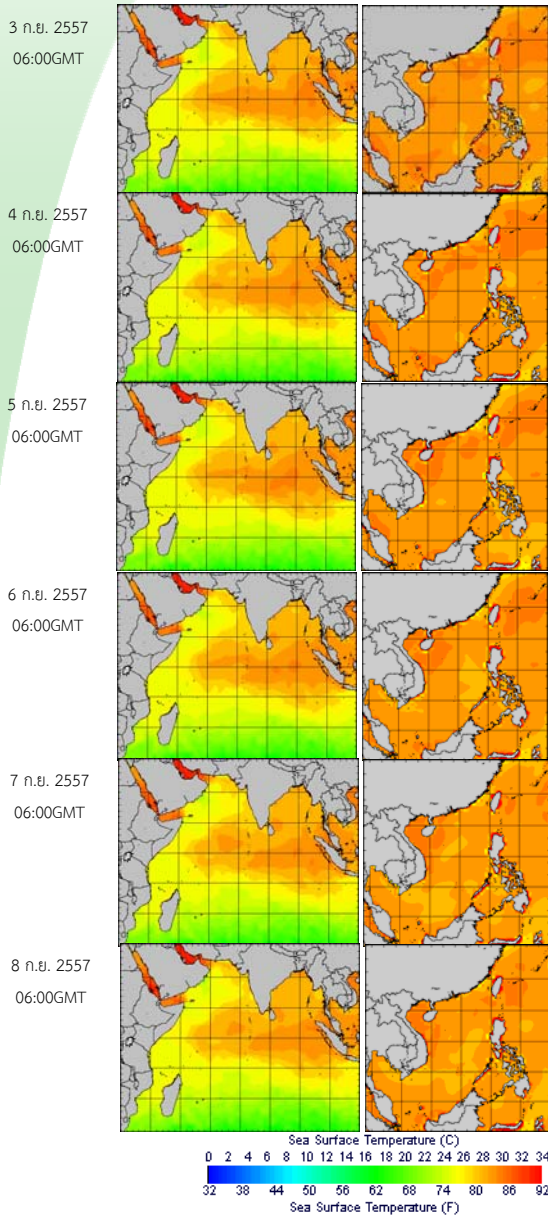 3 ก.ย. 2557
06:00GMT
4 ก.ย. 2557
06:00GMT
5 ก.ย. 2557
06:00GMT
6 ก.ย. 2557
06:00GMT
7 ก.ย. 2557
06:00GMT
8 ก.ย. 2557
06:00GMT
Sea Surface Temperature (C)
0 2 4 6 8 10 12 14 16 18 20 22 24 26 28 30 32 34
32 38 44 50 56 62 68 74 80 86 92
Sea Surface Temperature (F)